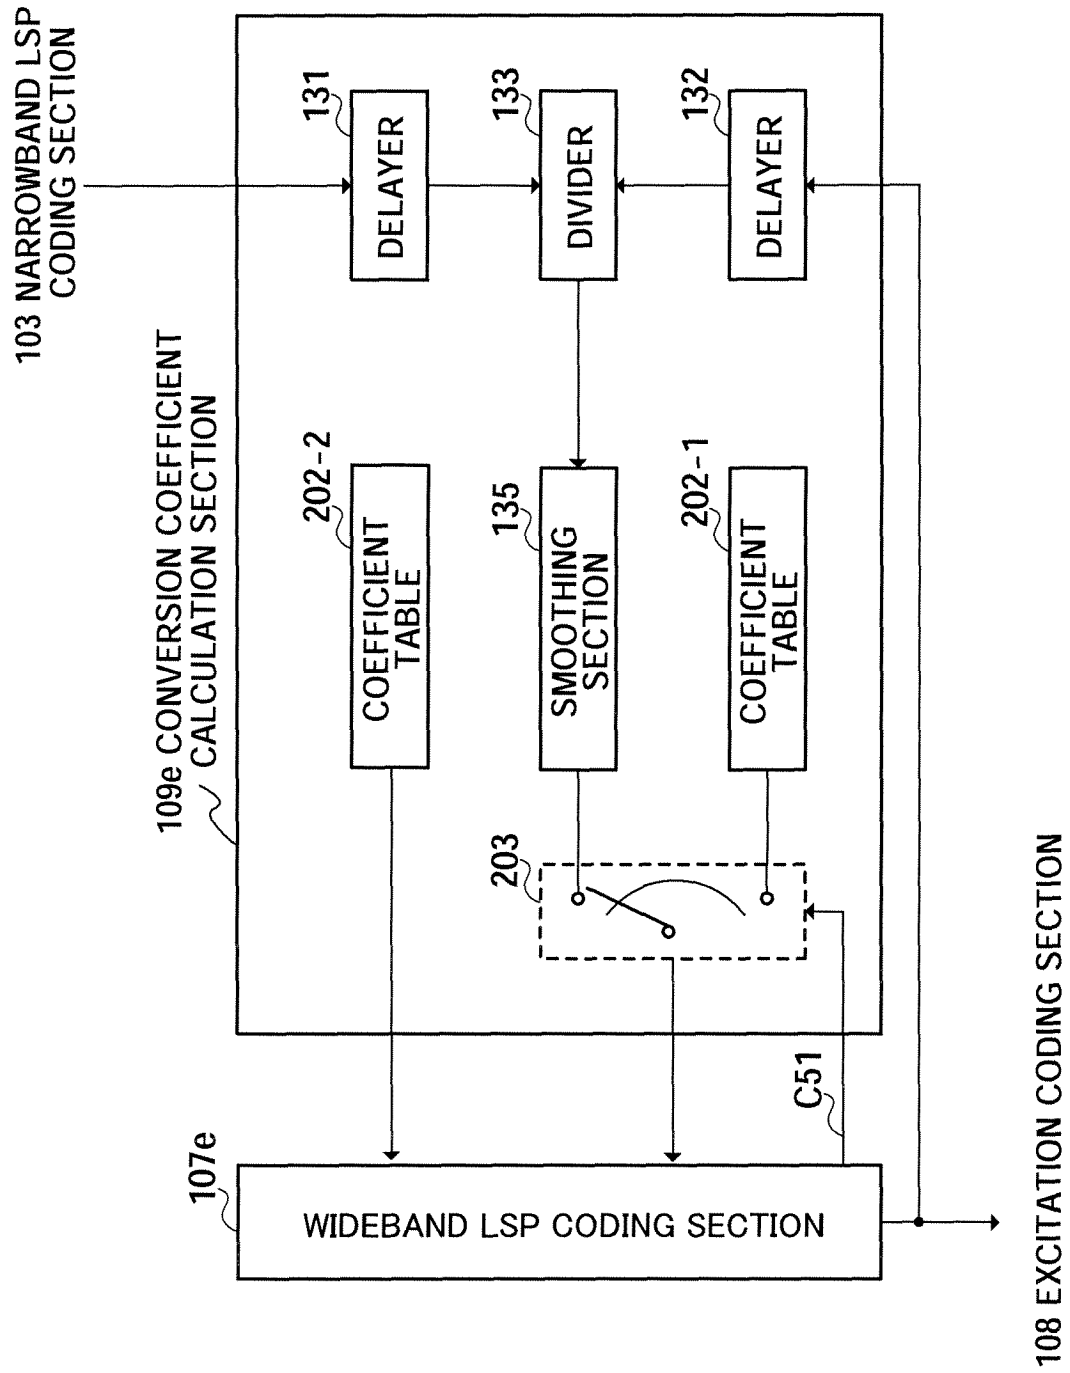 103 NARROWBAND LSP
CODING SECTION
109e CONVERSION COEFFICIENT
CALCULATION SECTION
131
DELAYER
133
DIVIDER
132
DELAYER
202-2
COEFFICIENT
TABLE
135
SMOOTHING
SECTION
202-1
COEFFICIENT
TABLE
203
C51
107e
WIDEBAND LSP CODING SECTION
108 EXCITATION CODING SECTION